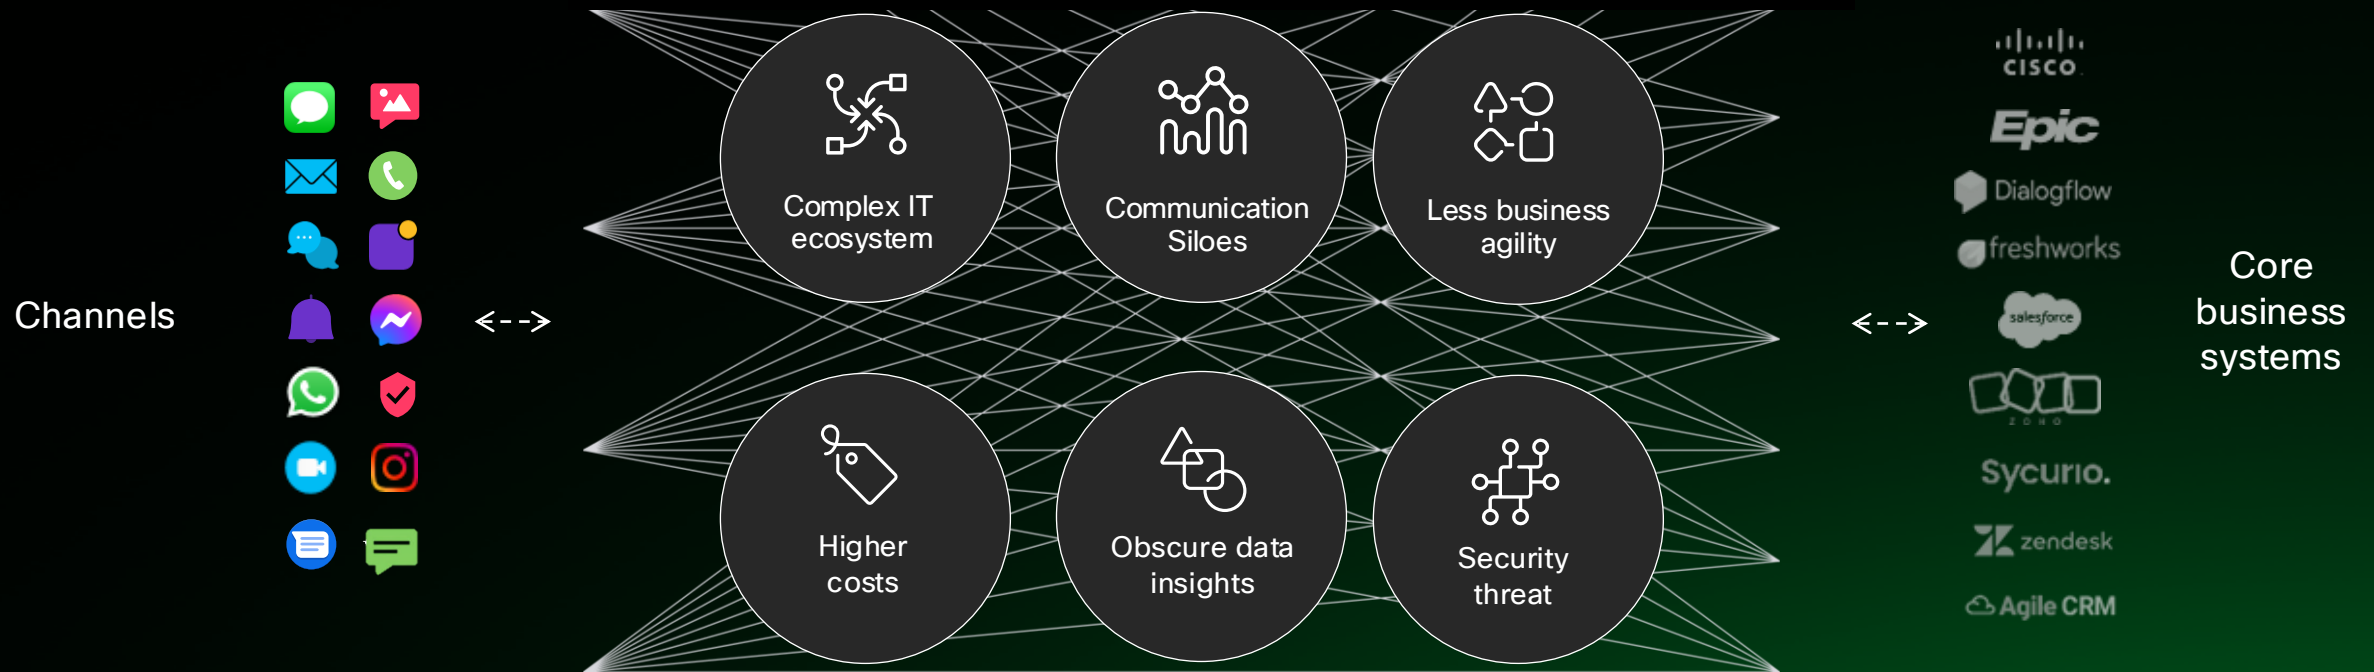 Channels
Complex IT
ecosystem
Communication
Siloes
Less business
agility
Higher
costs
Obscure data
insights
Security
threat
CISCO
Epic
Dialogflow
freshworks
salesforce
ZOHO
Sycurio.
zendesk
Agile CRM
Core
business
systems